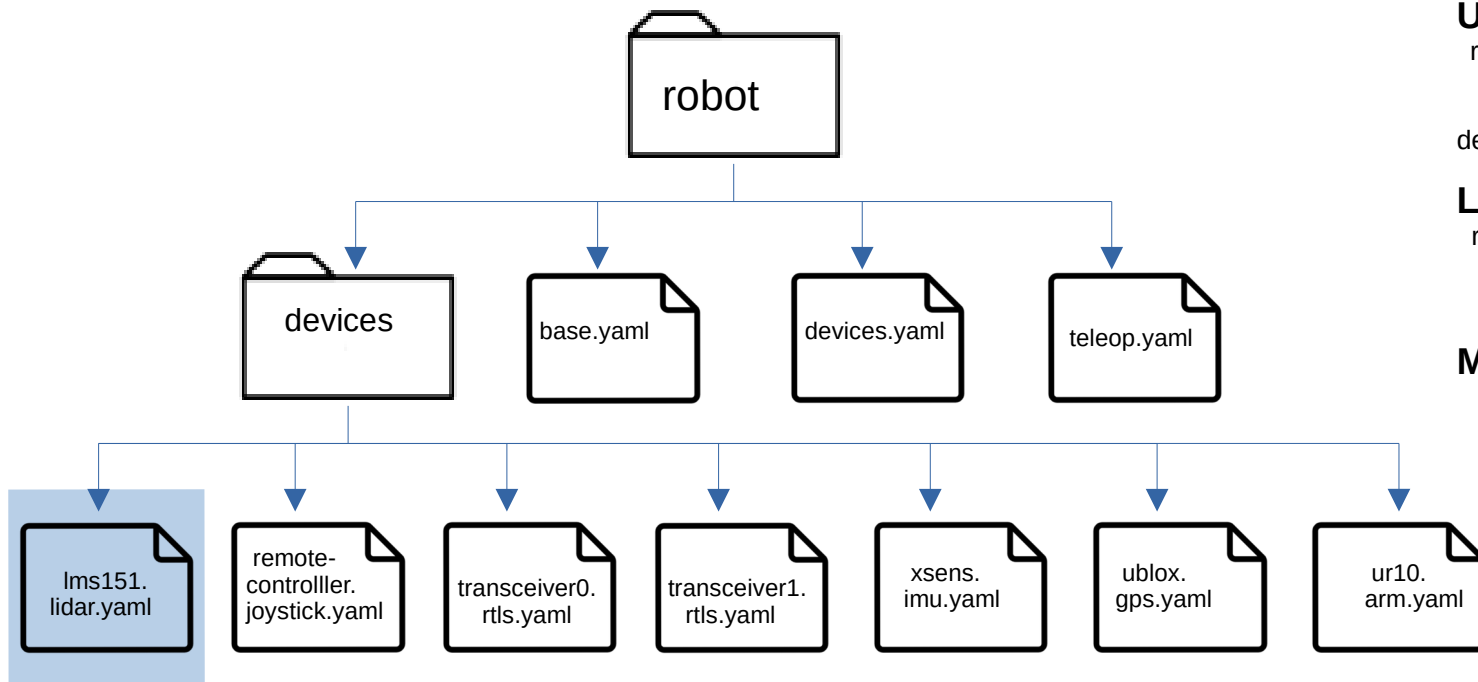 robot
devices
base.yaml
devices.yaml
teleop.yaml
lms151.
lidar.yaml
remote-
controlller.
joystick.yaml
transceiver0.
rtls.yaml
transceiver1.
rtls.yaml
xsens.
imu.yaml
ublox.
gps.yaml
ur10.
arm.yaml
U
r
de
L
r
M